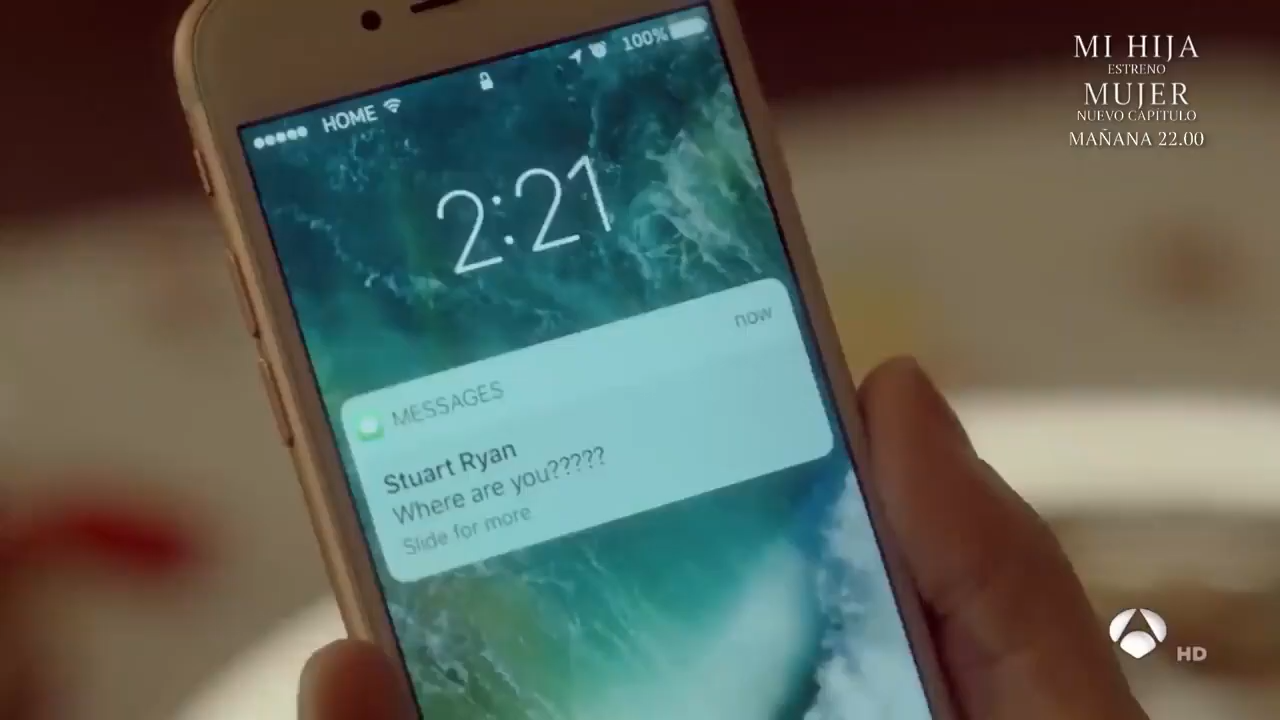 MI HIJA
ESTRENO
MUJER
NUEVO CAPÍTULO
MAÑANA 22.00
HOME
100%
2:21
now
MESSAGES
Stuart Ryan
Where are you?????
Slide for more
HD